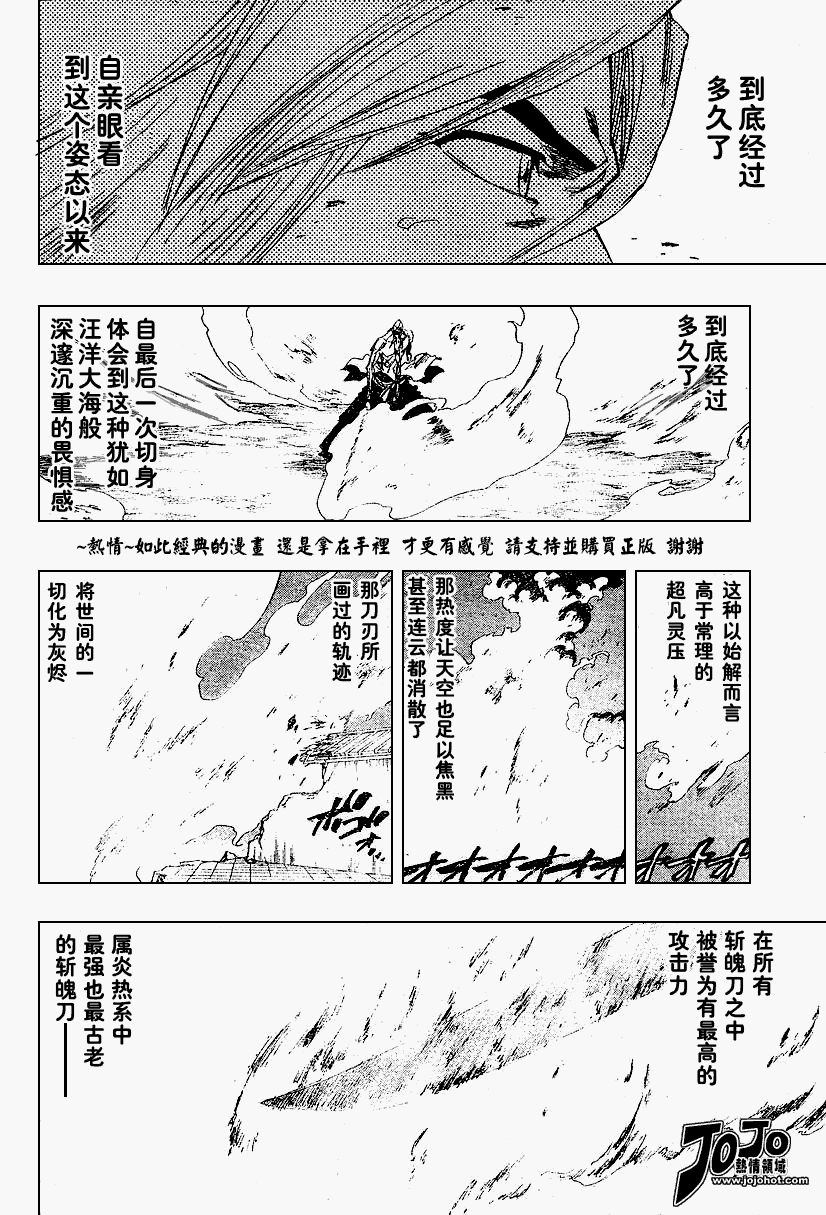 到底经过
多久了
自亲眼看
到这个姿态以来
到底经过
多久了
自最后一次切身
体会到这种犹如
汪洋大海般
深邃沉重的畏惧感
~熱情~如此經典的漫畫 還是拿在手裡 才更有感覺 請支持並購買正版 謝謝
这种以始解而言
高于常理的
超凡灵压
那热度让天空也足以焦黑
甚至连云都消散了
那刀刃所
画过的轨迹
将世间的一
切化为灰烬
在所有
斩魄刀之中
被誉为有最高的
攻击力
属炎热系中
最强也最古老
的斩魄刀——
JOJO
熱情領域
www.jojohot.com